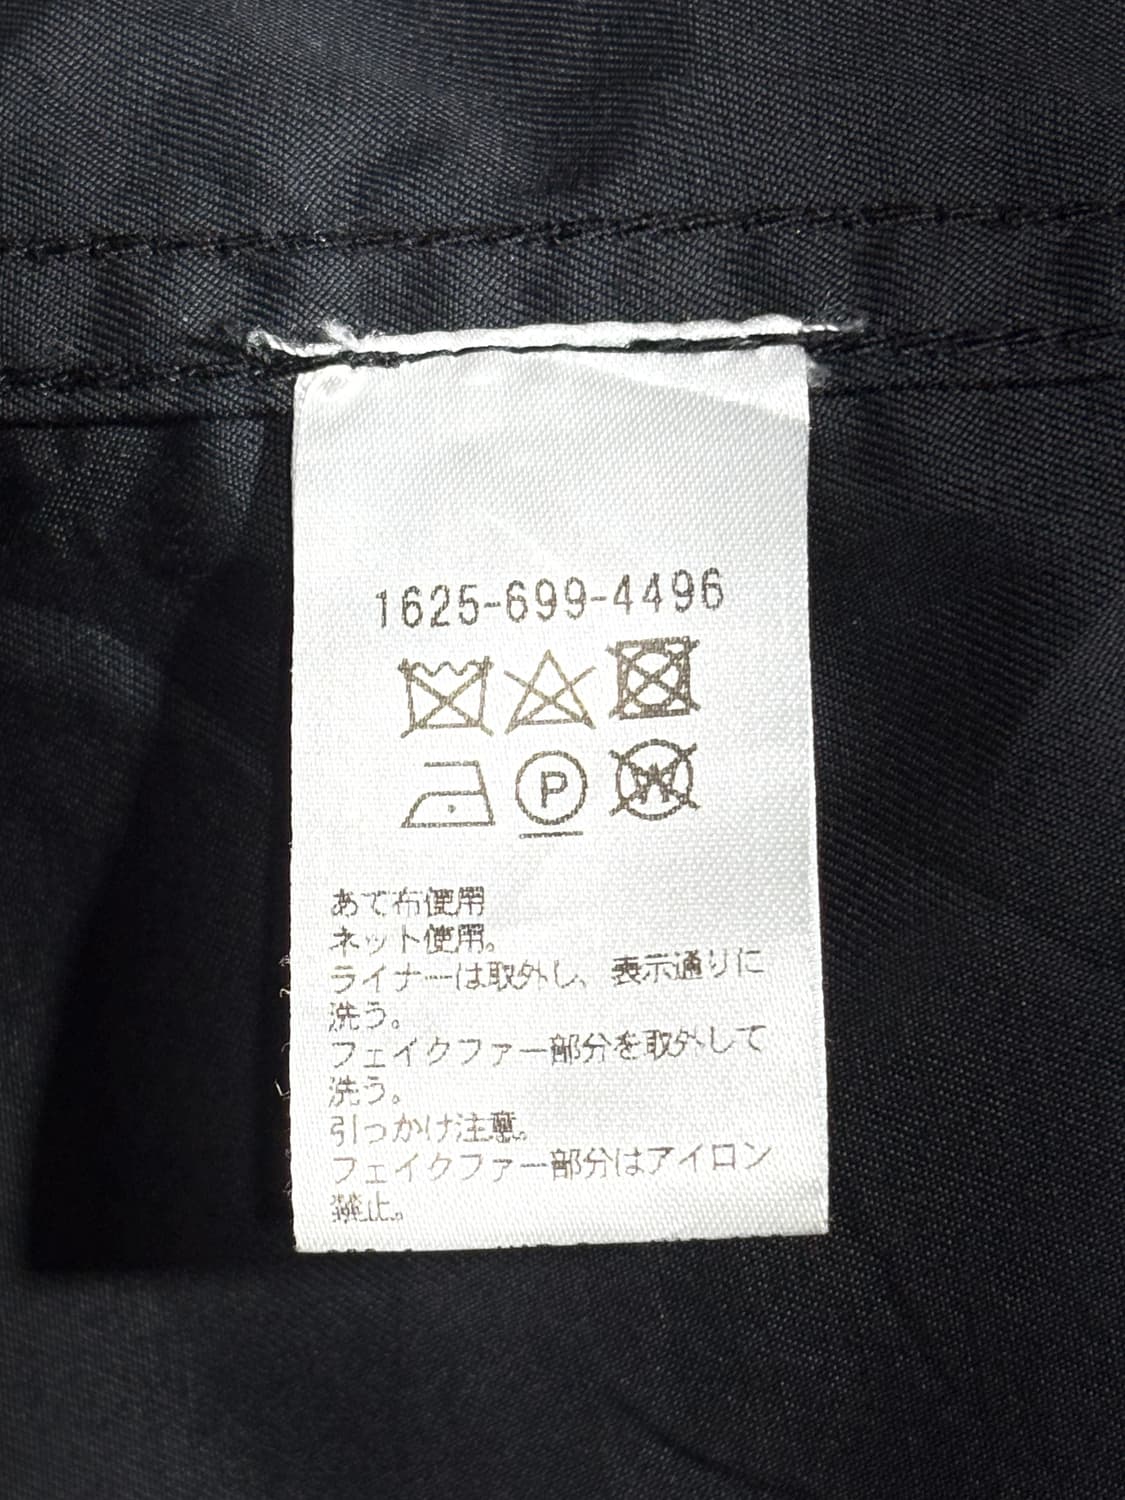 1625-699-4496
P
W
あて布使用
ネット使用。
ライナーは取外し、表示通りに
洗う。
フェイクファー部分を取外して
洗う。
引っかけ注意。
フェイクファー部分はアイロン
禁止。